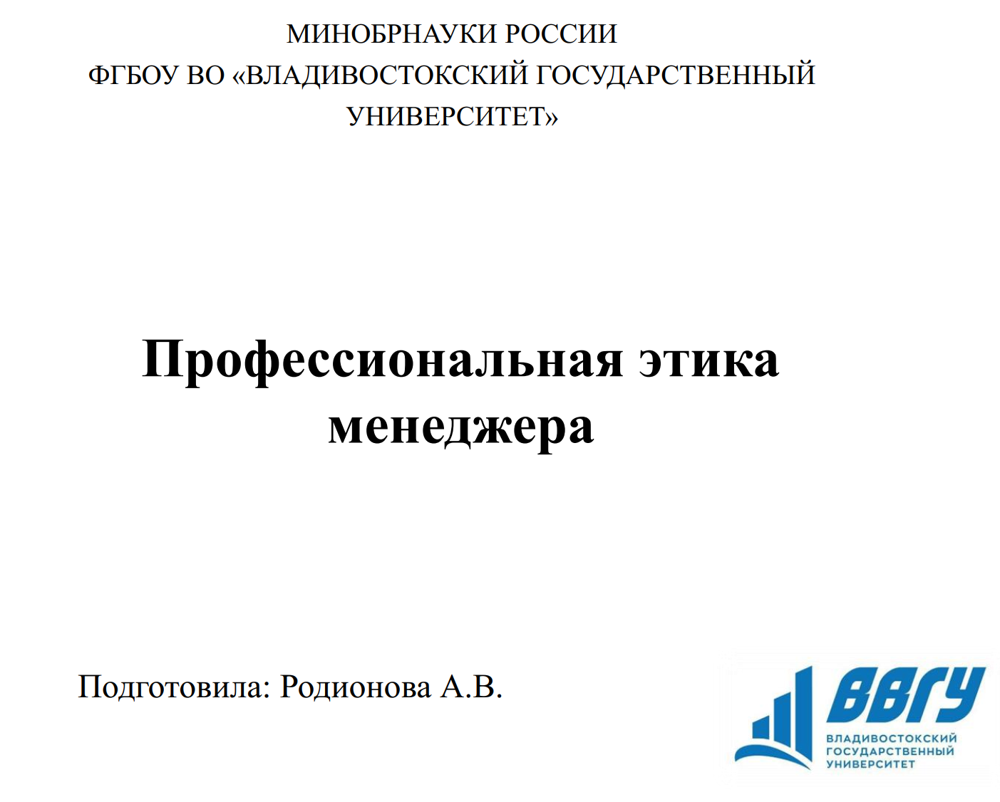 МИНОБРНАУКИ РОССИИ
ФГБОУ ВО «ВЛАДИВОСТОКСКИЙ ГОСУДАРСТВЕННЫЙ
УНИВЕРСИТЕТ»
Профессиональная этика
менеджера
Подготовила: Родионова А.В.
ВВГУ
ВЛАДИВОСТОКСКИЙ
ГОСУДАРСТВЕННЫЙ
УНИВЕРСИТЕТ